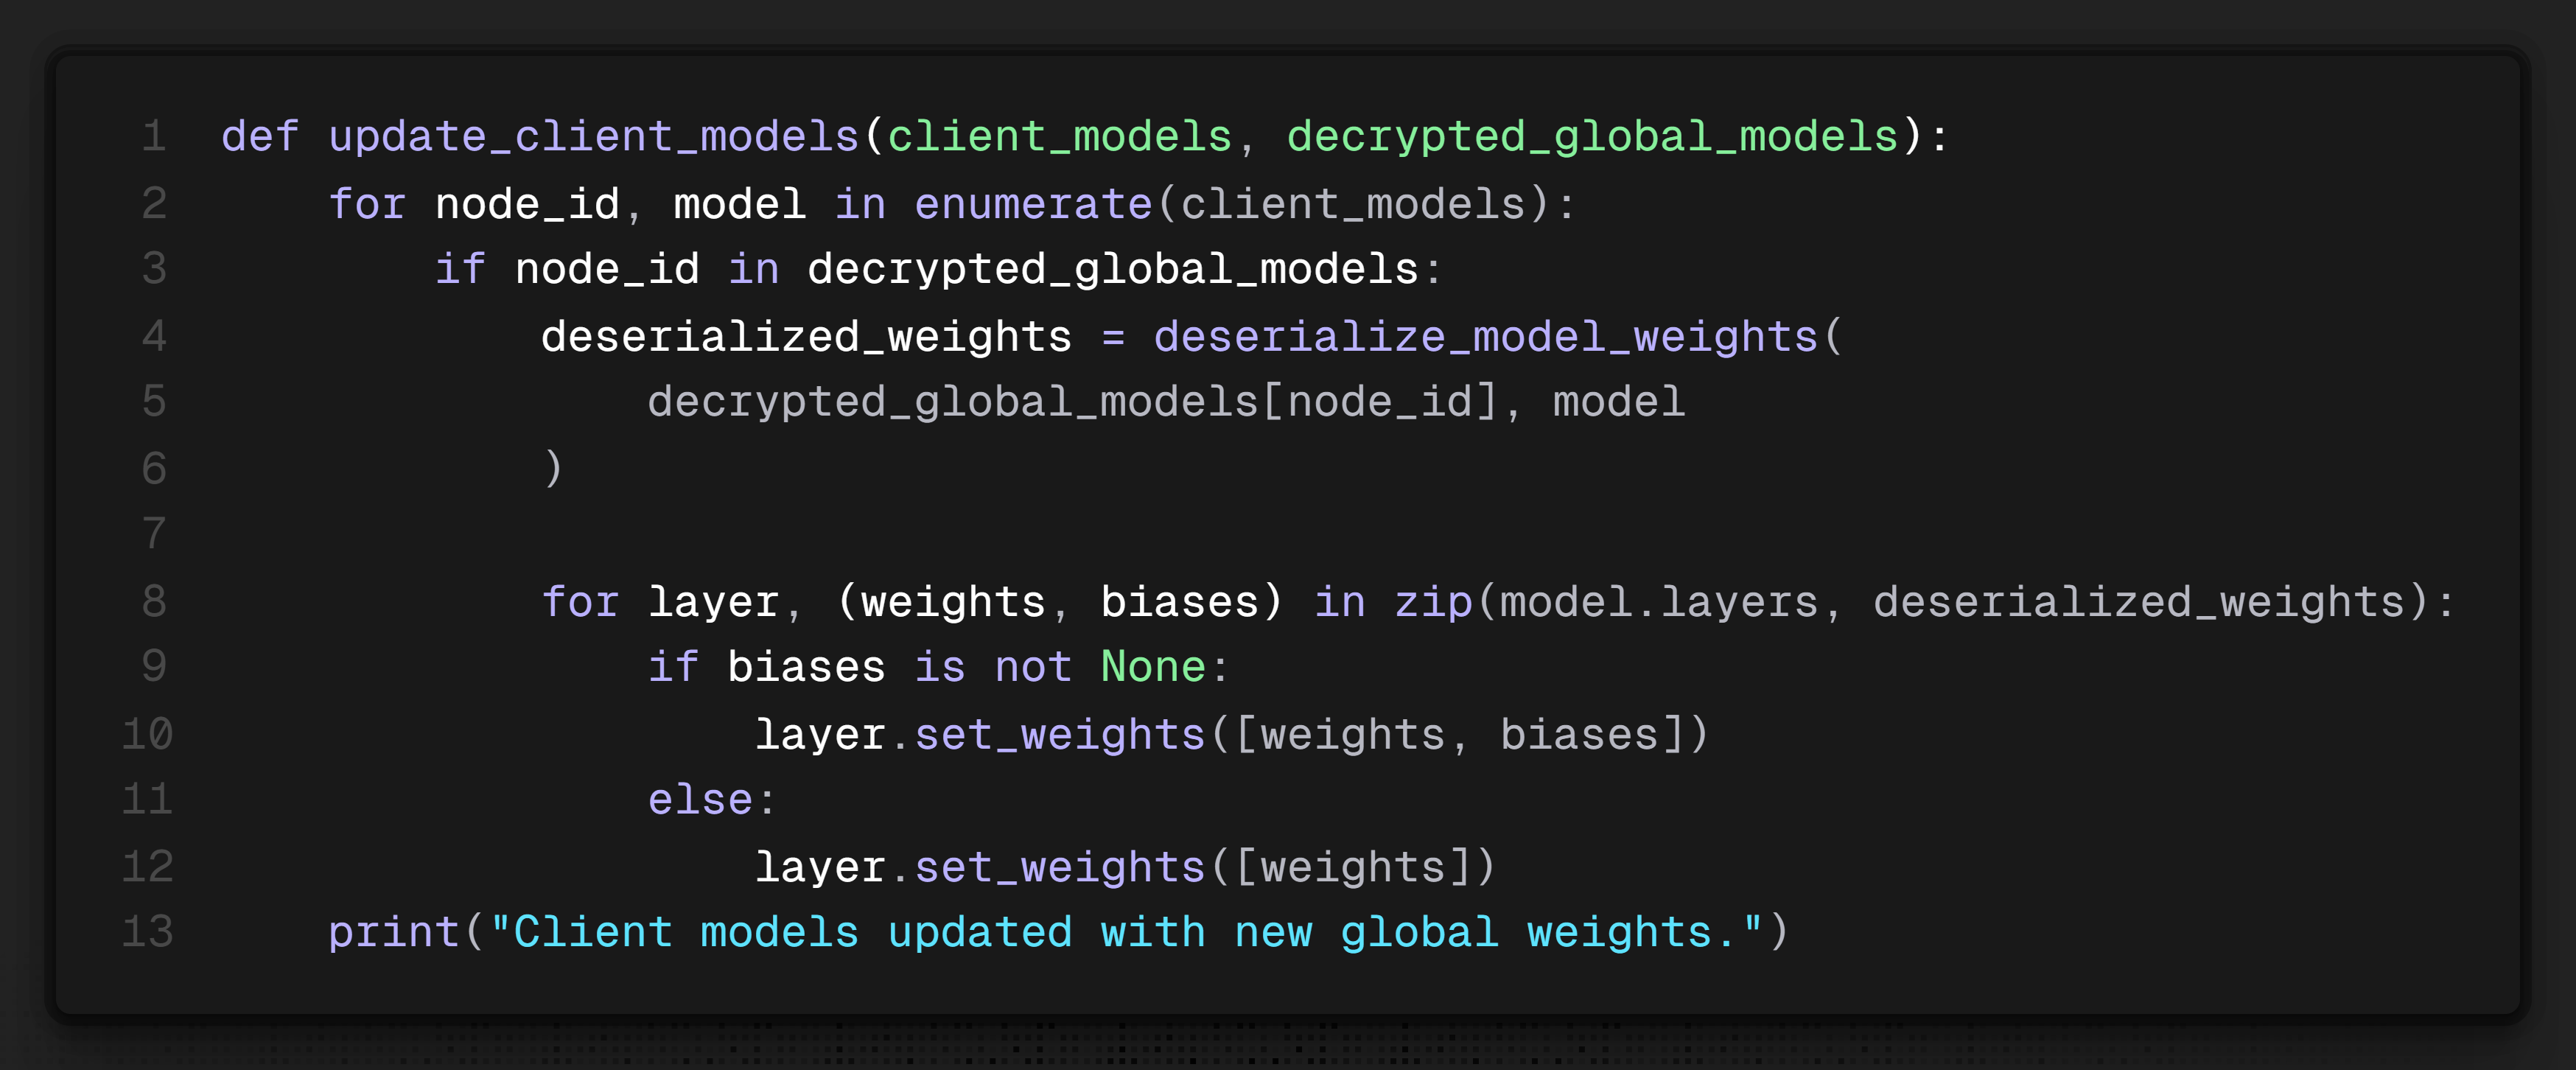 1 def update_client_models(client_models, decrypted_global_models):
2     for node_id, model in enumerate(client_models):
3         if node_id in decrypted_global_models:
4             deserialized_weights = deserialize_model_weights(
5                 decrypted_global_models[node_id], model
6             )
7
8             for layer, (weights, biases) in zip(model.layers, deserialized_weights):
9                 if biases is not None:
10                     layer.set_weights([weights, biases])
11                 else:
12                     layer.set_weights([weights])
13     print("Client models updated with new global weights.")